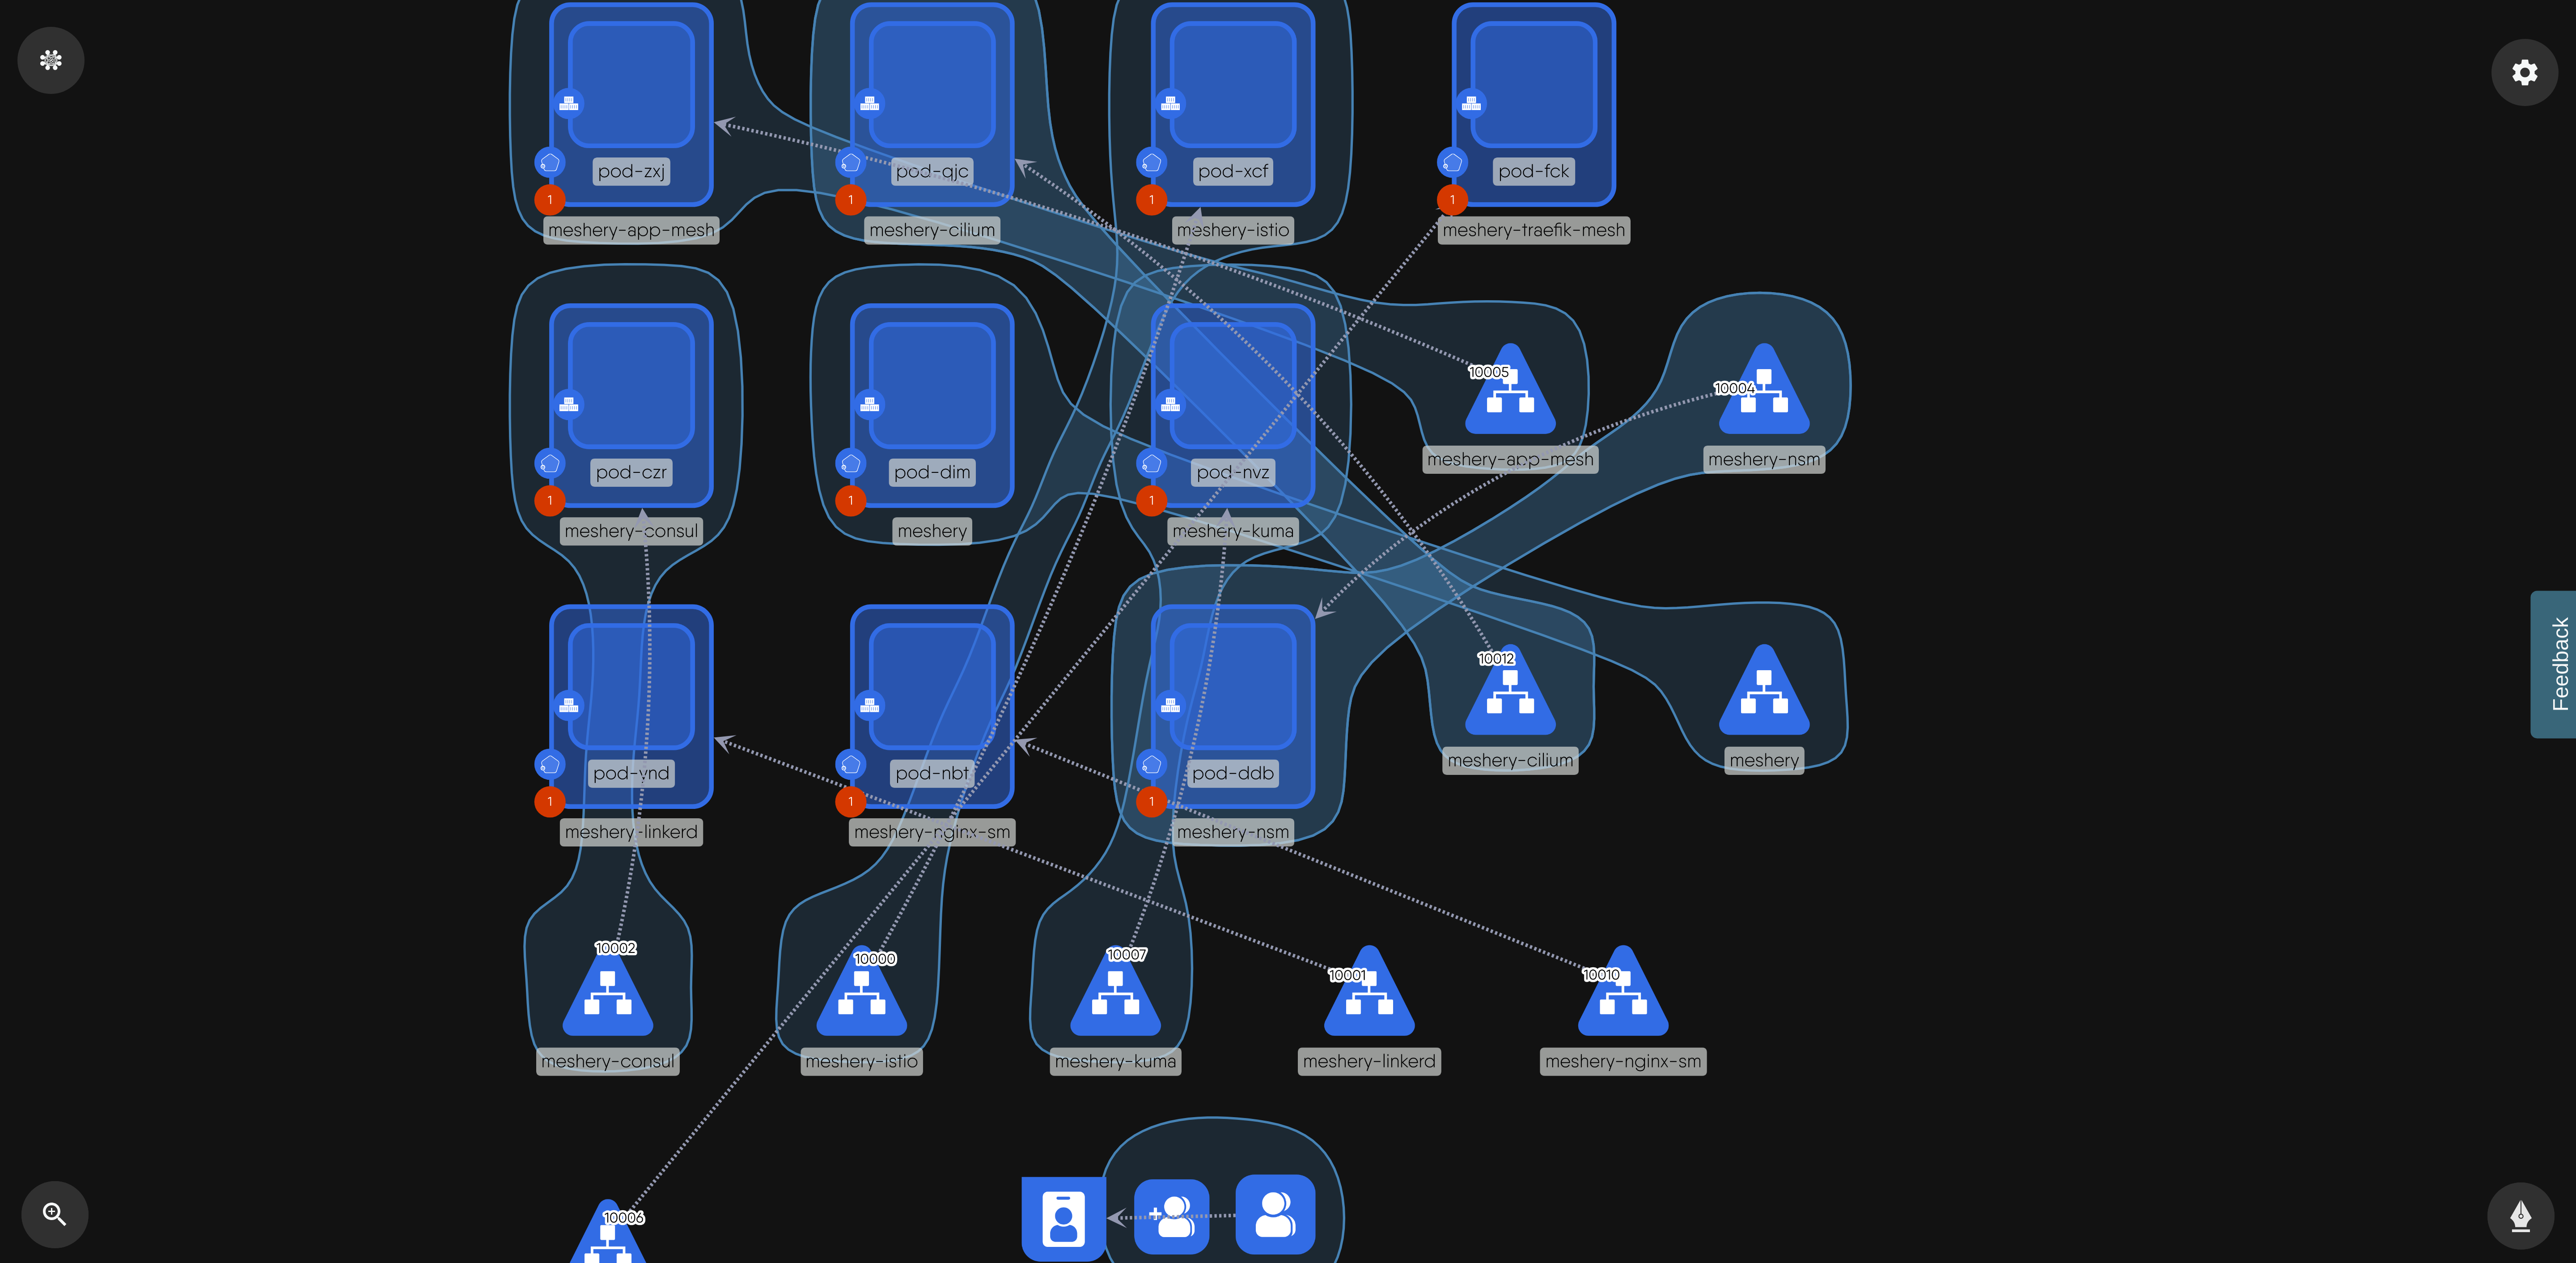 pod-zxj
pod-qjc
pod-xcf
pod-fck
1
1
1
1
meshery-app-mesh
meshery-cilium
meshery-istio
meshery-traefik-mesh
10005
10004
pod-czr
pod-dim
pod-nvz
meshery-app-mesh
meshery-nsm
1
1
1
meshery-consul
meshery
meshery-kuma
10012
Feedback
pod-vnd
pod-nbt
pod-ddb
meshery-cilium
meshery
1
1
1
meshery-linkerd
meshery-nginx-sm
meshery-nsm
10002
10000
10007
10001
10010
meshery-consul
meshery-istio
meshery-kuma
meshery-linkerd
meshery-nginx-sm
10006